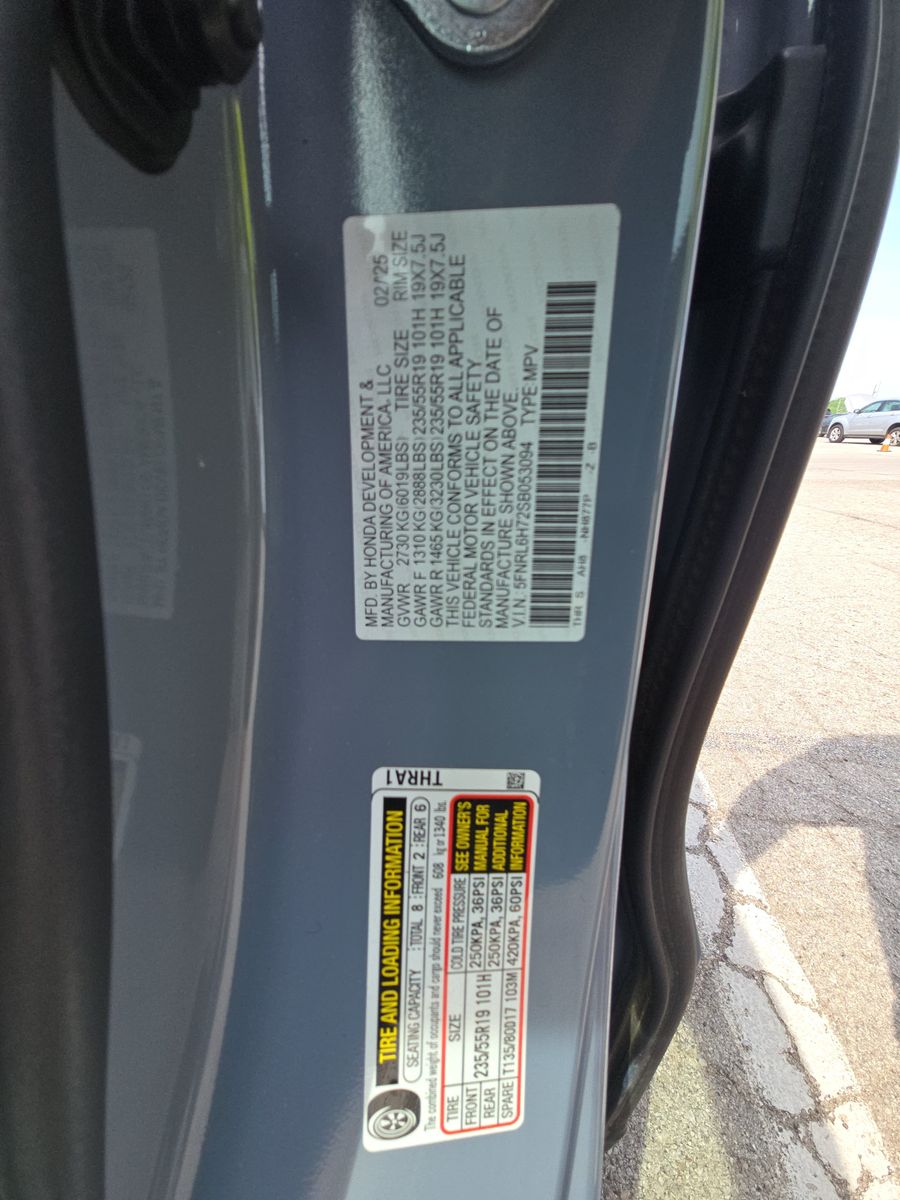 MFD. BY HONDA DEVELOPMENT &
MANUFACTURING OF AMERICA, LLC 02/'25
GVWR 2730 KG(6019LBS) TIRE SIZE RIM SIZE
GAWR F 1310 KG(2888LBS)235/55R19 101H 19X7.5J
GAWR R 1465 KG(3230LBS)235/55R19 101H 19X7.5J
THIS VEHICLE CONFORMS TO ALL APPLICABLE
FEDERAL MOTOR VEHICLE SAFETY
STANDARDS IN EFFECT ON THE DATE OF
MANUFACTURE SHOWN ABOVE.
V.I.N: 5FNRL6H72SB053094 TYPE:MPV
THR S AH8 -NH877P -Z -B
THRA1
TIRE AND LOADING INFORMATION
SEATING CAPACITY : TOTAL 8 : FRONT 2 : REAR 6
The combined weight of occupants and cargo should never exceed 608 kg or 1340 lbs.
TIRE SIZE COLD TIRE PRESSURE
FRONT 235/55R19 101H 250KPA, 36PSI
REAR 250KPA, 36PSI
SPARE T135/80D17 103M 420KPA, 60PSI
SEE OWNER'S
MANUAL FOR
ADDITIONAL
INFORMATION